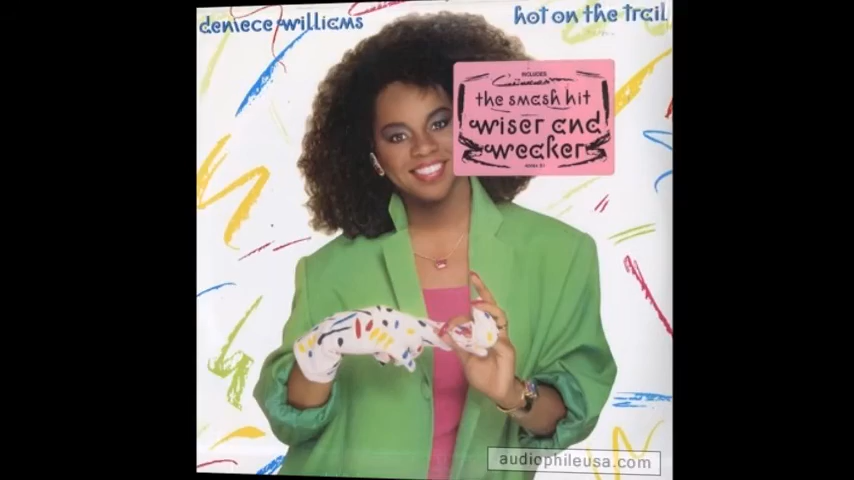 deniece williams
hot on the trail
INCLUDES
the smash hit
wiser and
weaker
audiophileusa.com